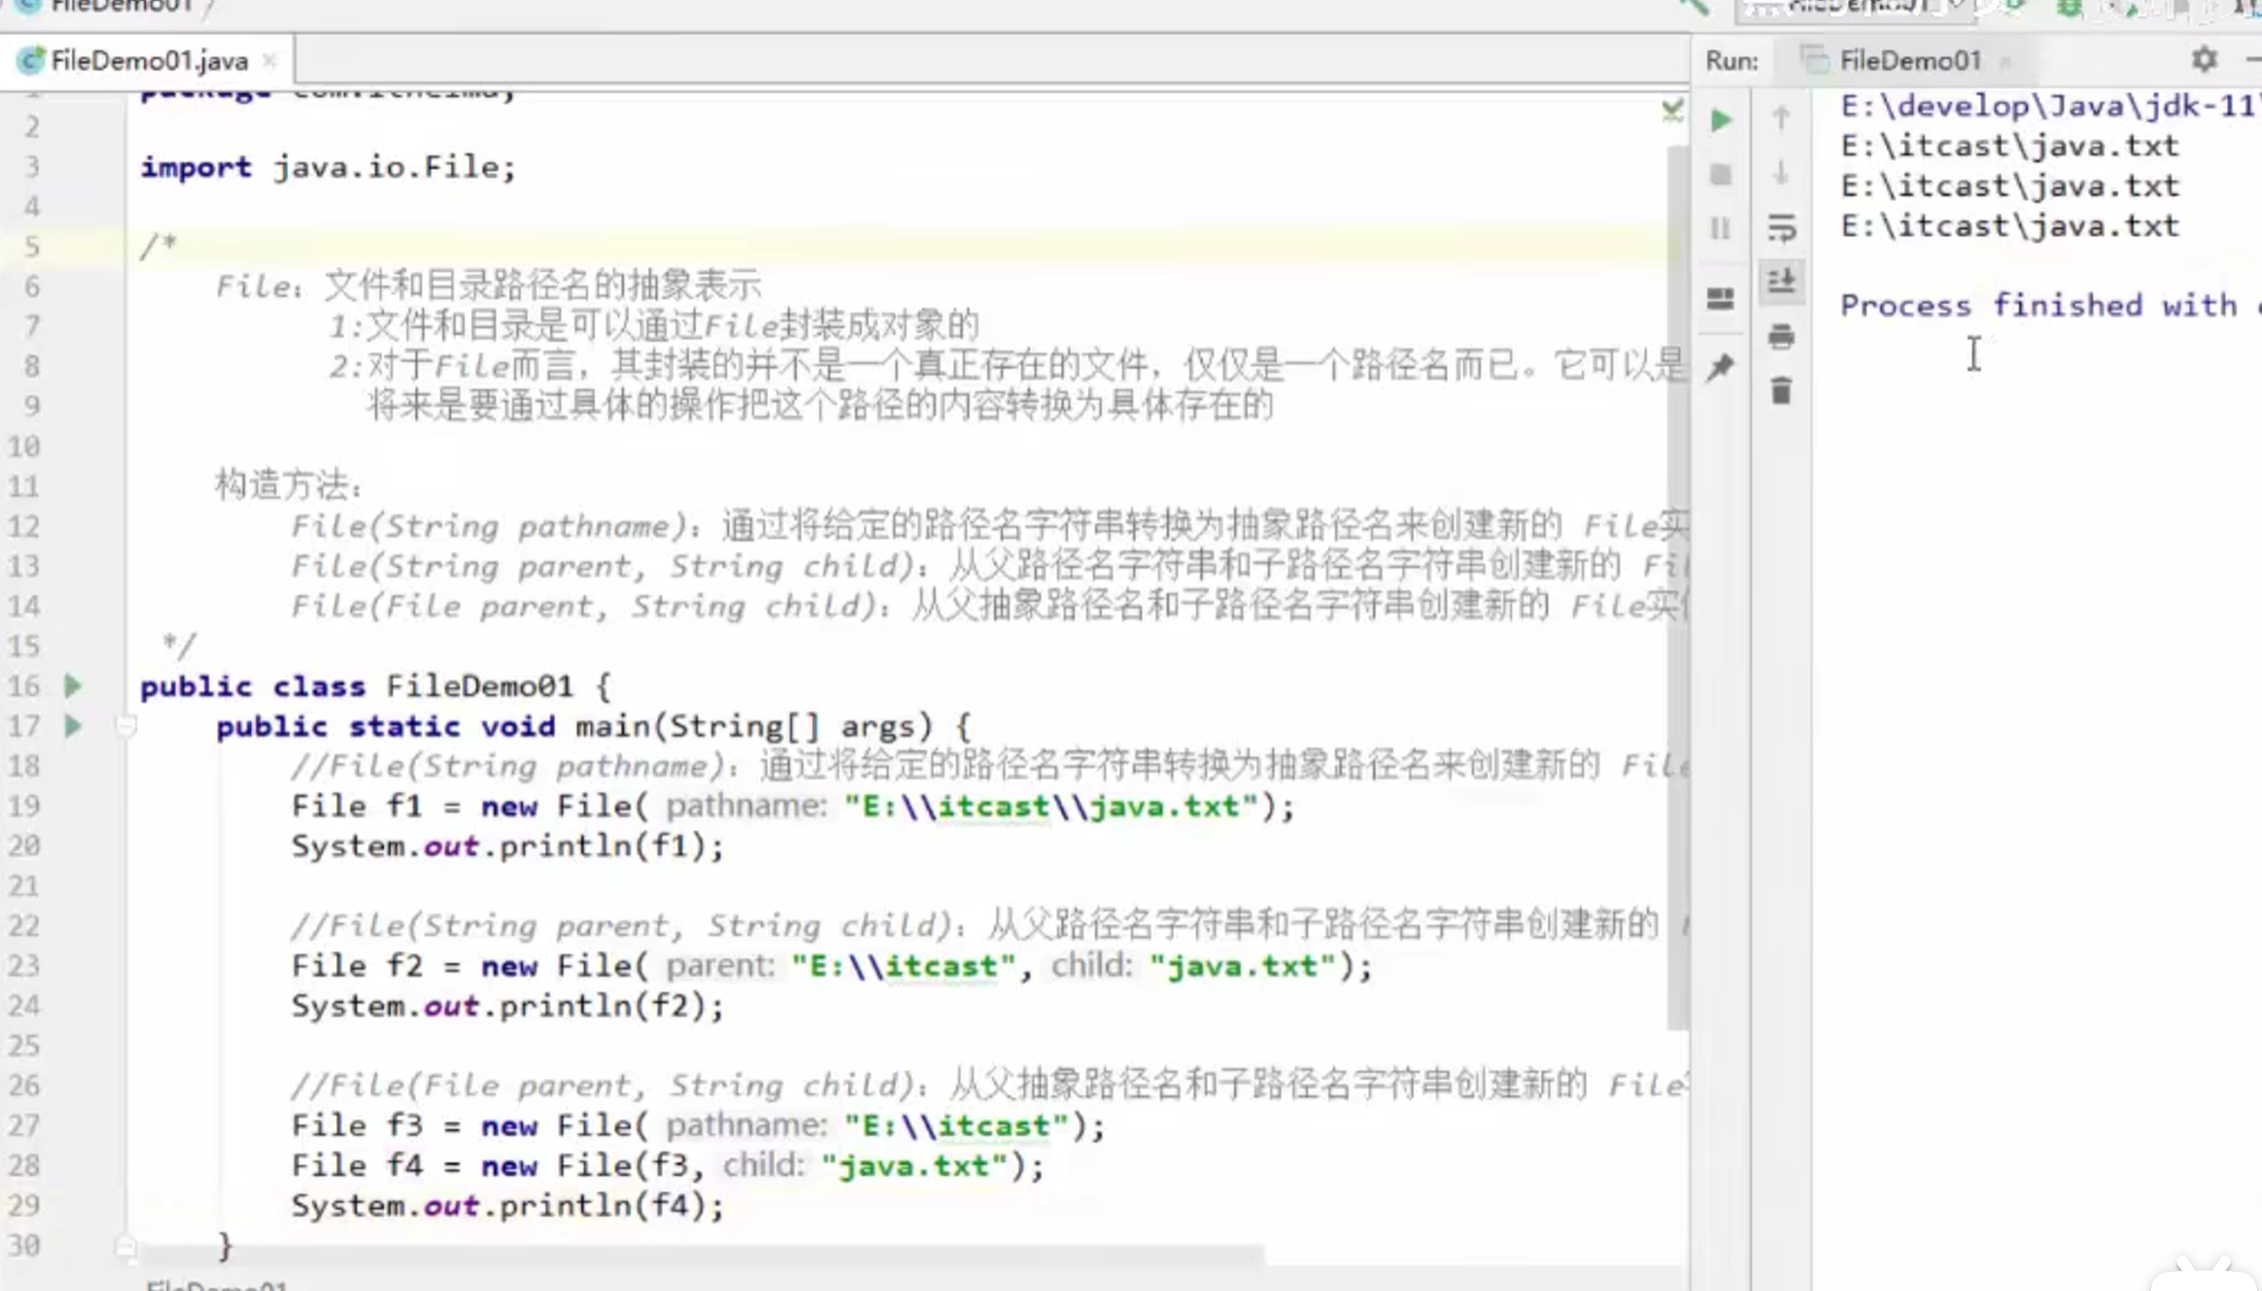 FileDemo01
FileDemo01.java
Run: FileDemo01
1 package com.itheima;
2
3 import java.io.File;
4
5 /*
6 File：文件和目录路径名的抽象表示
7 1:文件和目录是可以通过File封装成对象的
8 2:对于File而言，其封装的并不是一个真正存在的文件，仅仅是一个路径名而已。它可以是
9 将来是要通过具体的操作把这个路径的内容转换为具体存在的
10
11 构造方法：
12 File(String pathname)：通过将给定的路径名字符串转换为抽象路径名来创建新的 File实
13 File(String parent, String child)：从父路径名字符串和子路径名字符串创建新的 Fil
14 File(File parent, String child)：从父抽象路径名和子路径名字符串创建新的 File实
15 */
16 public class FileDemo01 {
17 public static void main(String[] args) {
18 //File(String pathname)：通过将给定的路径名字符串转换为抽象路径名来创建新的 File
19 File f1 = new File( pathname: "E:\\itcast\\java.txt");
20 System.out.println(f1);
21
22 //File(String parent, String child)：从父路径名字符串和子路径名字符串创建新的
23 File f2 = new File( parent: "E:\\itcast", child: "java.txt");
24 System.out.println(f2);
25
26 //File(File parent, String child)：从父抽象路径名和子路径名字符串创建新的 File
27 File f3 = new File( pathname: "E:\\itcast");
28 File f4 = new File(f3, child: "java.txt");
29 System.out.println(f4);
30 }
FileDemo01
E:\develop\Java\jdk-11
E:\itcast\java.txt
E:\itcast\java.txt
E:\itcast\java.txt
Process finished with